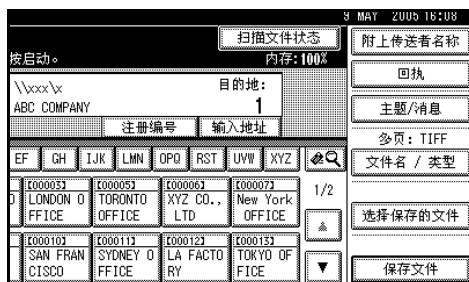 9 MAY 2005 16:08
扫描文件状态
附上传送者名称
按启动。
内存:100%
回执
\\xxx\x
目的地:
ABC COMPANY
1
主题/消息
注册编号
输入地址
多页: TIFF
文件名 / 类型
EF
GH
IJK
LMN
OPQ
RST
UVW
XYZ
[00003]
LONDON O
FFICE
[00005]
TORONTO
OFFICE
[00006]
XYZ CO.,
LTD
[00007]
New York
OFFICE
1/2
选择保存的文件
[00010]
SAN FRAN
CISCO
[00011]
SYDNEY O
FFICE
[00012]
LA FACTO
RY
[00013]
TOKYO OF
FICE
保存文件